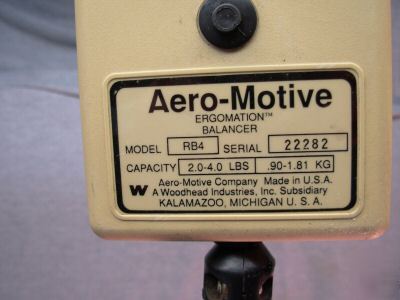 Aero-Motive
ERGOMATION™
BALANCER
MODEL RB4 SERIAL 22282
CAPACITY 2.0-4.0 LBS .90-1.81 KG
Aero-Motive Company Made in U.S.A.
A Woodhead Industries, Inc. Subsidiary
KALAMAZOO, MICHIGAN U. S. A.